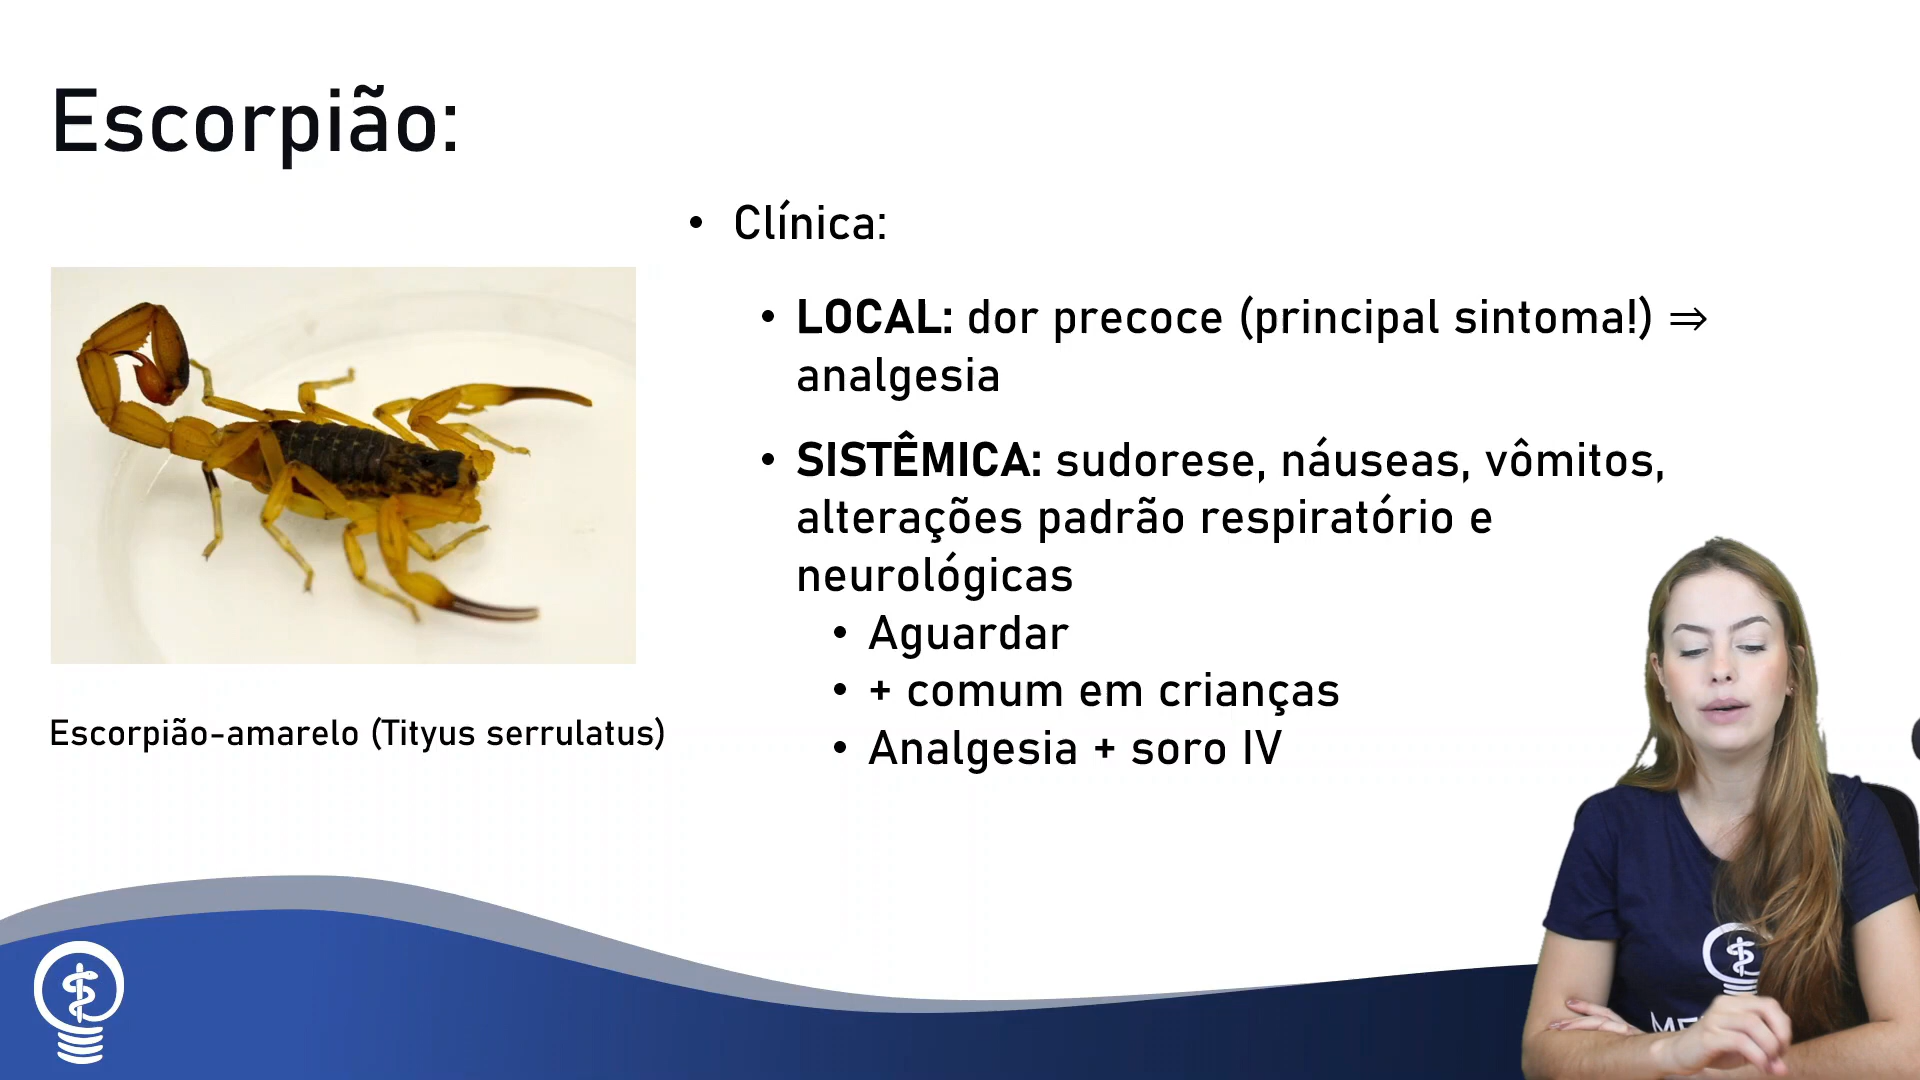 Escorpião:
• Clínica:
• LOCAL: dor precoce (principal sintoma!) ⇒
analgesia
• SISTÊMICA: sudorese, náuseas, vômitos,
alterações padrão respiratório e
neurológicas
• Aguardar
• + comum em crianças
• Analgesia + soro IV
Escorpião-amarelo (Tityus serrulatus)